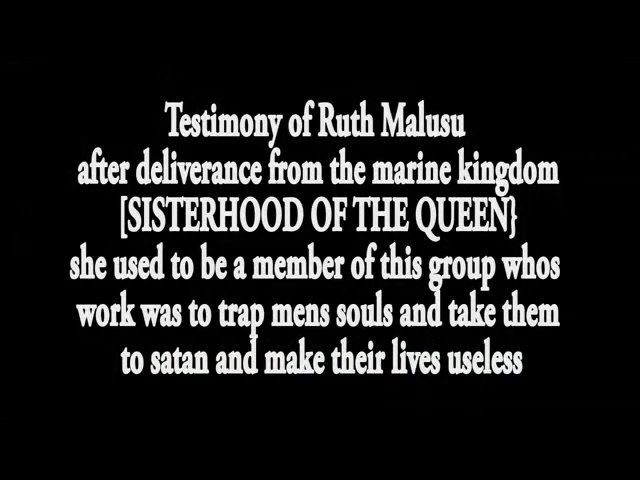 Testimony of Ruth Malusu
after deliverance from the marine kingdom
[SISTERHOOD OF THE QUEEN}
she used to be a member of this group whos
work was to trap mens souls and take them
to satan and make their lives useless